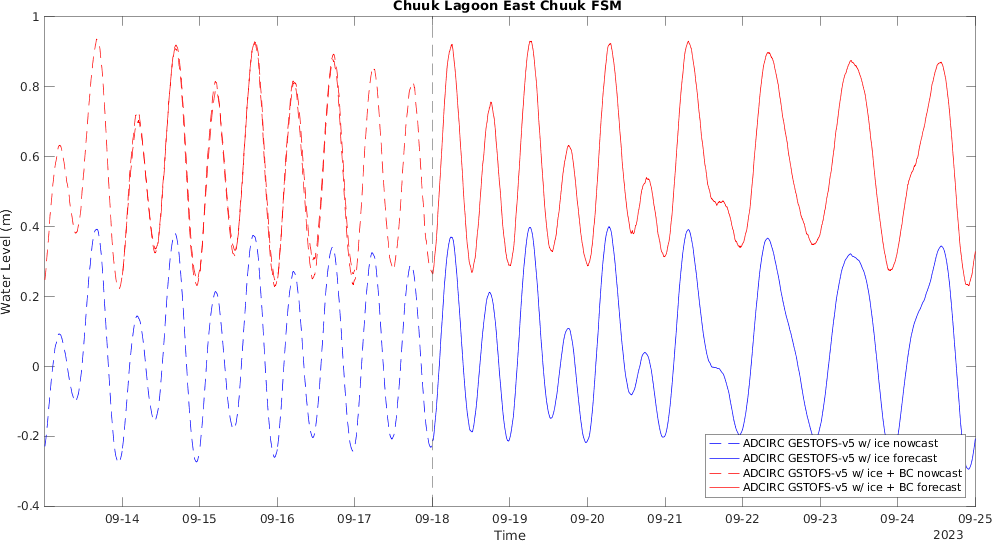 Chuuk Lagoon East Chuuk FSM
1
0.8
0.6
0.4
0.2
0
-0.2
-0.4
Water Level (m)
ADCIRC GESTOFS-v5 w/ ice nowcast
ADCIRC GESTOFS-v5 w/ ice forecast
ADCIRC GSTOFS-v5 w/ ice + BC nowcast
ADCIRC GSTOFS-v5 w/ ice + BC forecast
09-14 09-15 09-16 09-17 09-18 09-19 09-20 09-21 09-22 09-23 09-24 09-25
Time
2023